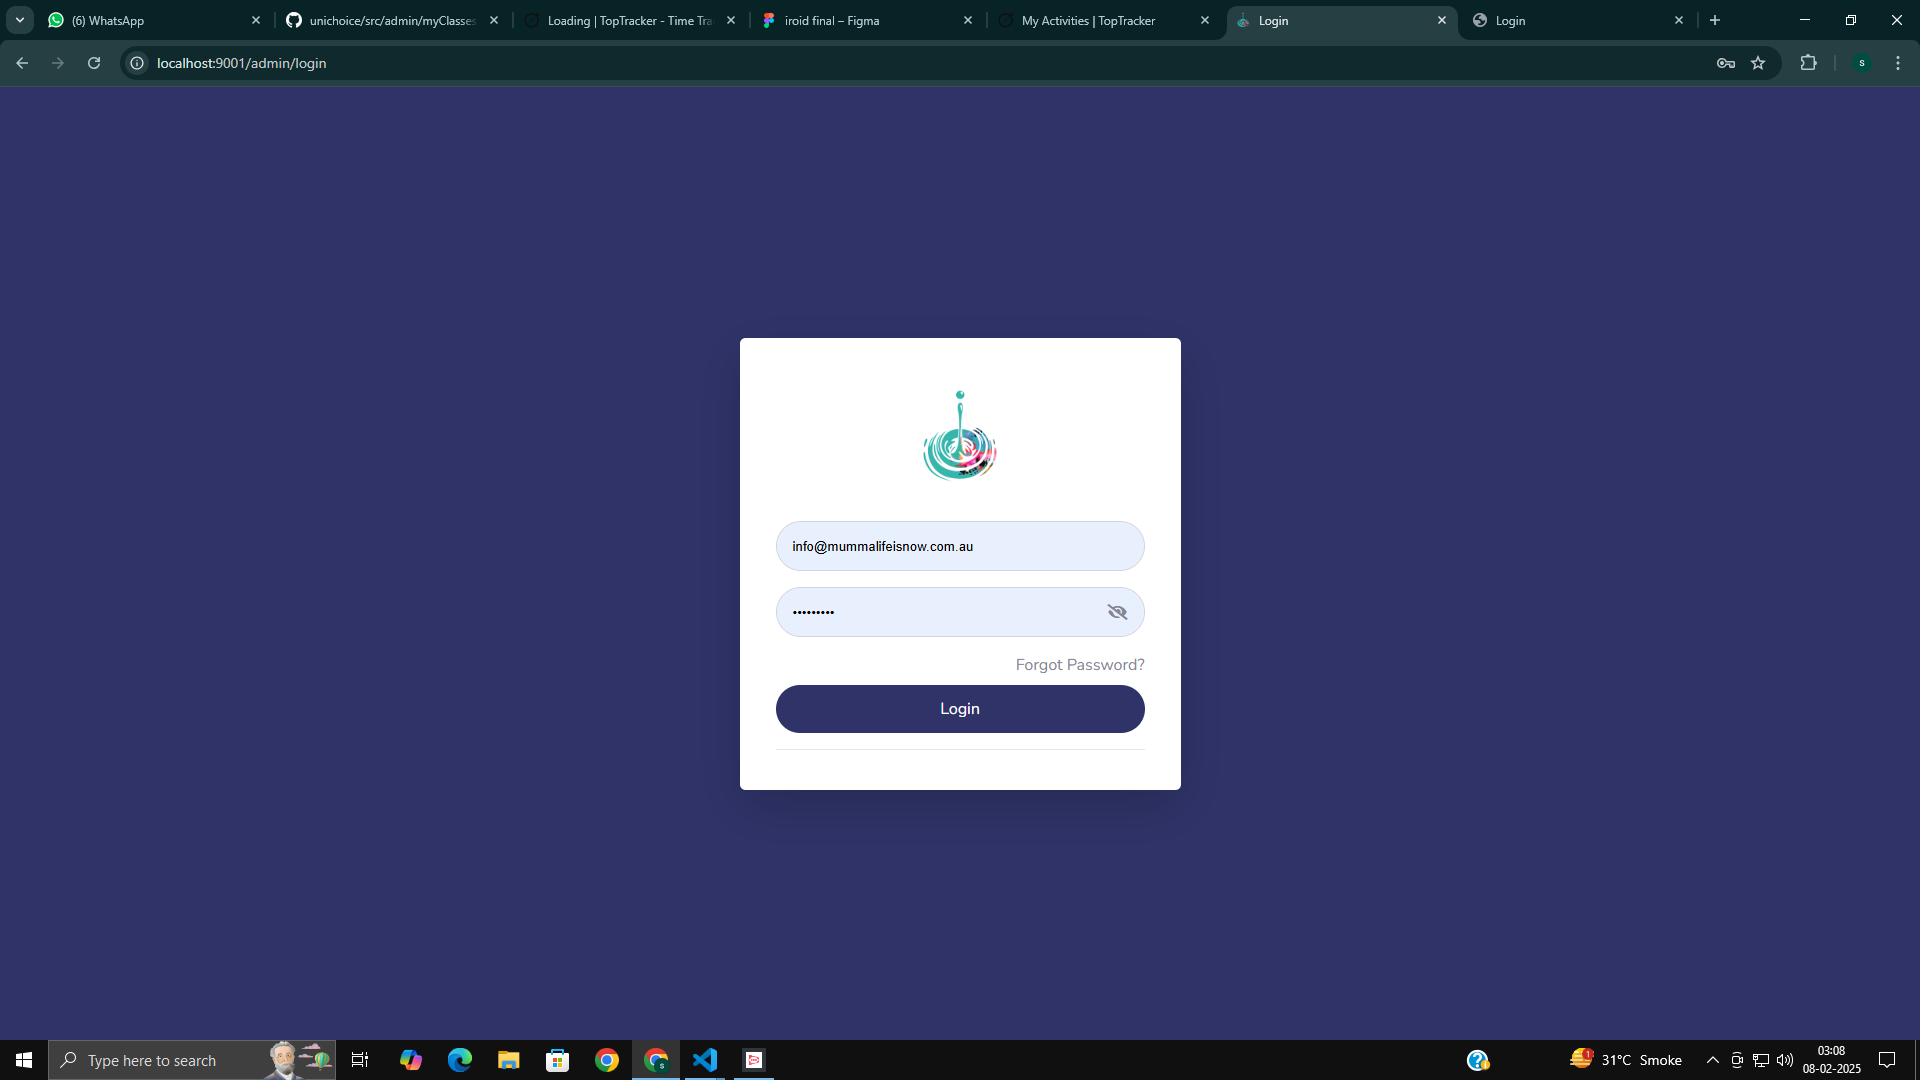 (6) WhatsApp
unichoice/src/admin/myClasses
Loading | TopTracker - Time Tra
iroid final – Figma
My Activities | TopTracker
Login
Login
localhost:9001/admin/login
s
info@mummalifeisnow.com.au
•••••••••
Forgot Password?
Login
Type here to search
s
1
31°C Smoke
03:08
08-02-2025